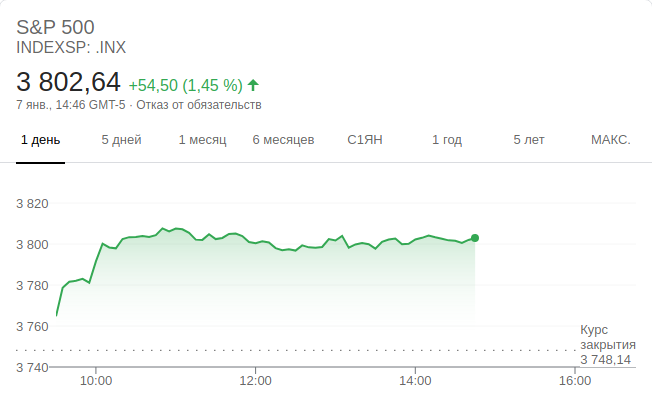 S&P 500
INDEXSP: .INX
3 802,64 +54,50 (1,45 %)
7 янв., 14:46 GMT-5 · Отказ от обязательств
1 день 5 дней 1 месяц 6 месяцев С1ЯН 1 год 5 лет МАКС.
3 820
3 800
3 780
3 760
Курс
закрытия
3 748,14
3 740
10:00 12:00 14:00 16:00